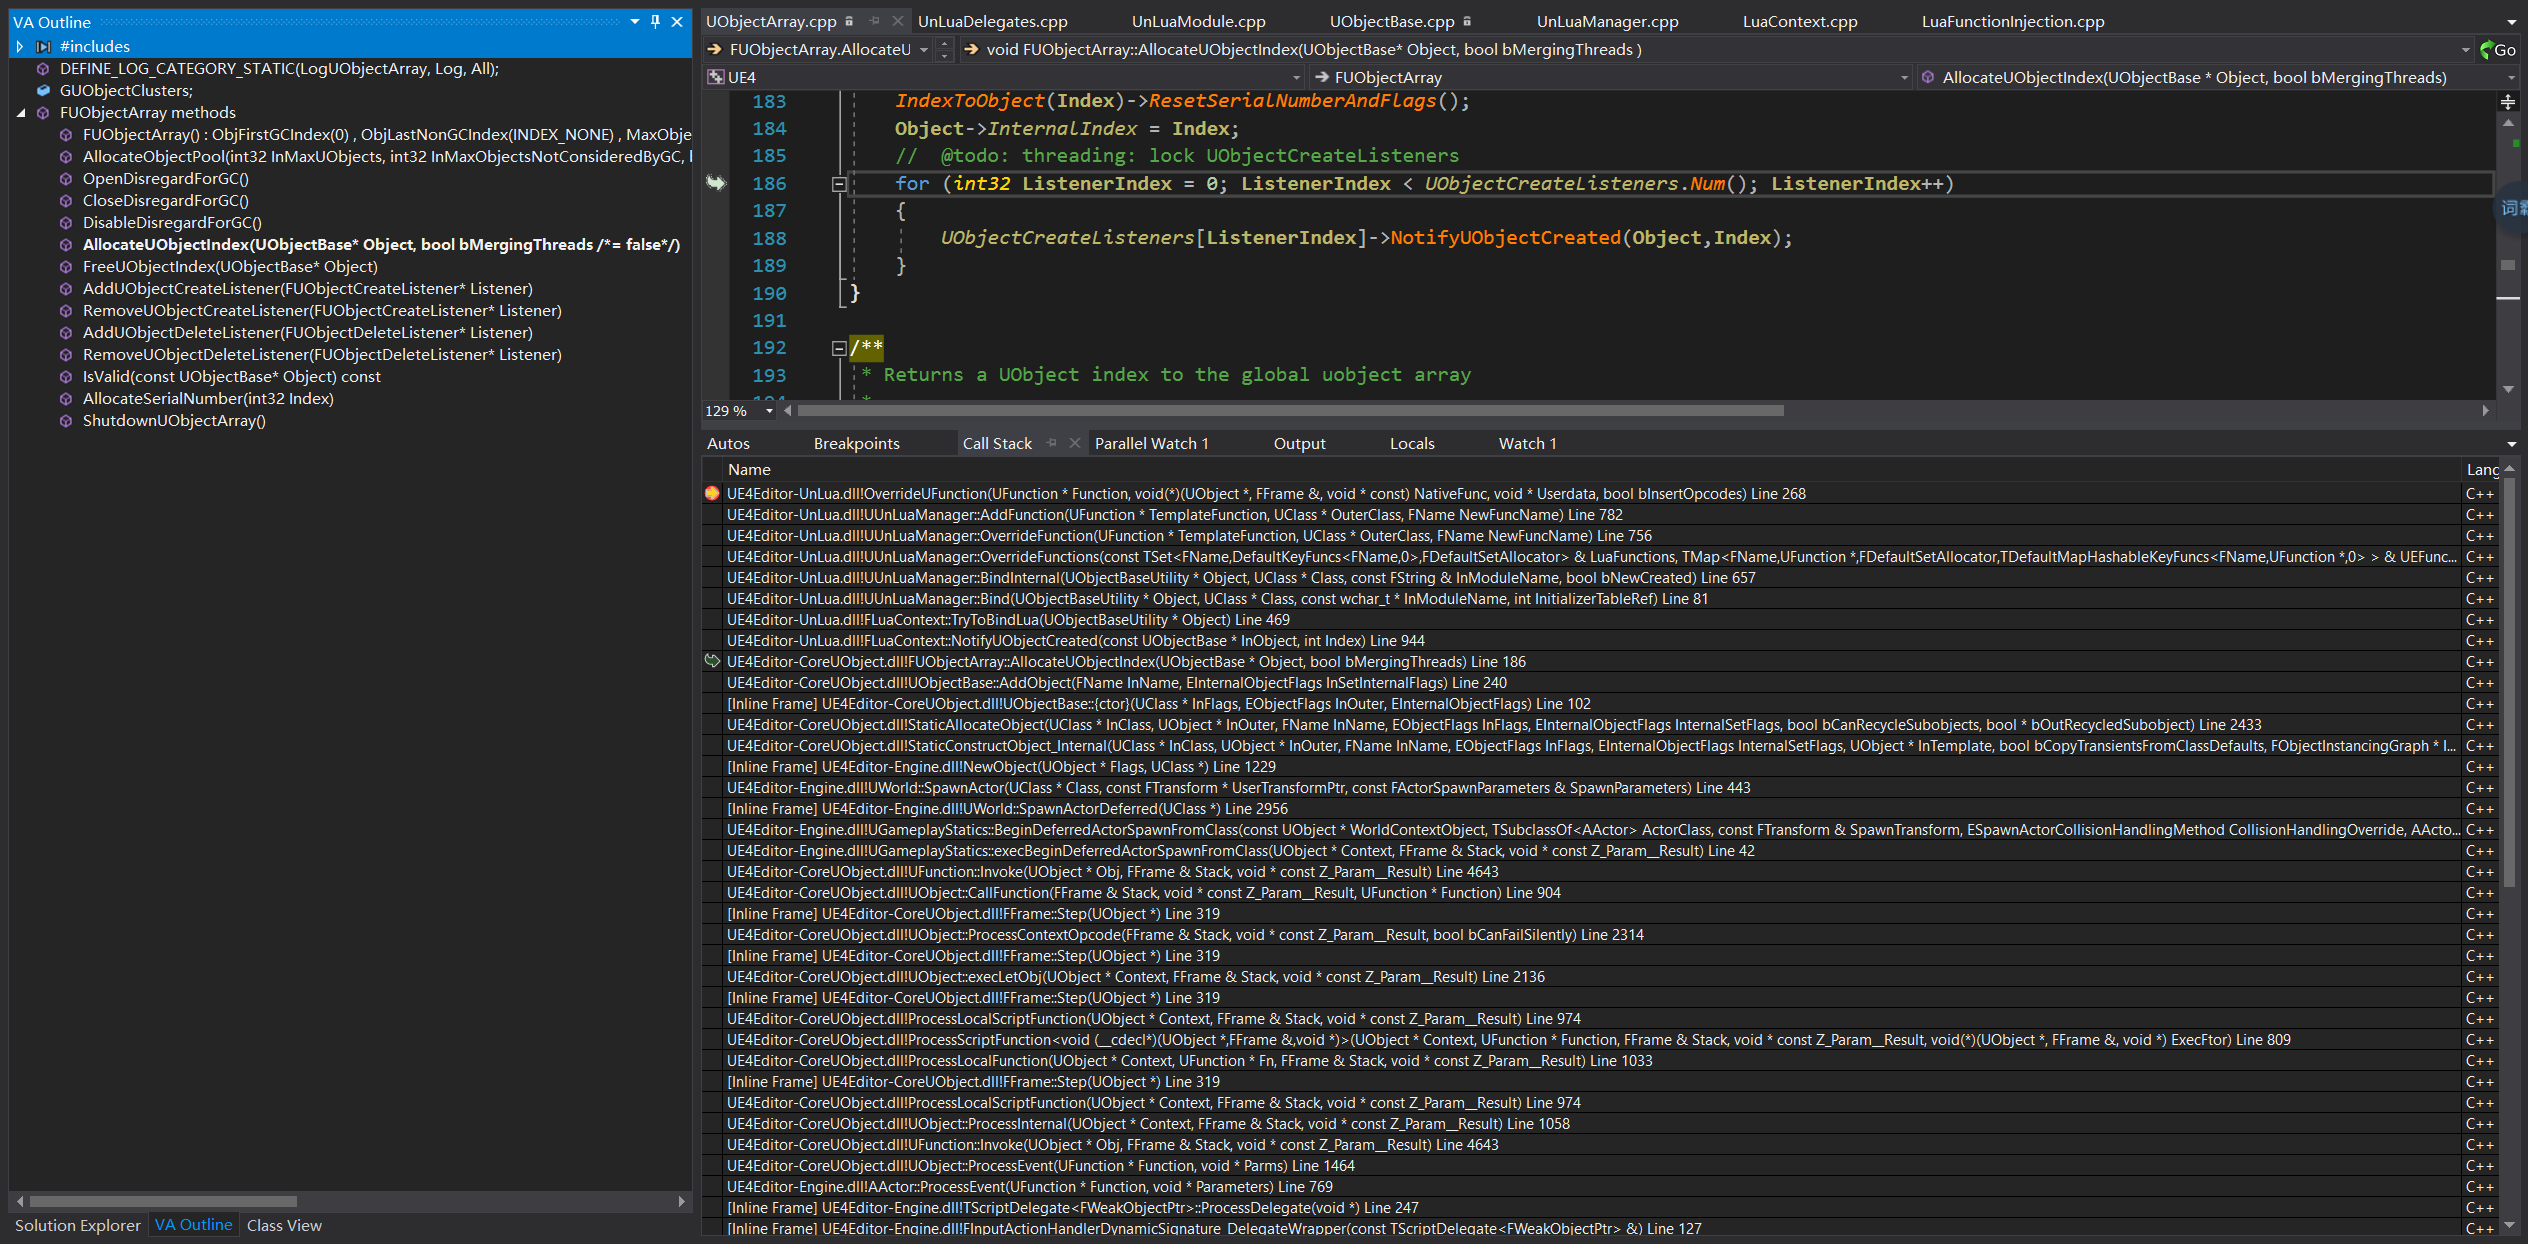 VA Outline
#includes
DEFINE_LOG_CATEGORY_STATIC(LogUObjectArray, Log, All);
GUObjectClusters;
FUObjectArray methods
FUObjectArray() : ObjFirstGCIndex(0) , ObjLastNonGCIndex(INDEX_NONE) , MaxObje
AllocateObjectPool(int32 InMaxUObjects, int32 InMaxObjectsNotConsideredByGC, b
OpenDisregardForGC()
CloseDisregardForGC()
DisableDisregardForGC()
AllocateUObjectIndex(UObjectBase* Object, bool bMergingThreads /*= false*/)
FreeUObjectIndex(UObjectBase* Object)
AddUObjectCreateListener(FUObjectCreateListener* Listener)
RemoveUObjectCreateListener(FUObjectCreateListener* Listener)
AddUObjectDeleteListener(FUObjectDeleteListener* Listener)
RemoveUObjectDeleteListener(FUObjectDeleteListener* Listener)
IsValid(const UObjectBase* Object) const
AllocateSerialNumber(int32 Index)
ShutdownUObjectArray()
Solution Explorer VA Outline Class View
UObjectArray.cpp UnLuaDelegates.cpp UnLuaModule.cpp UObjectBase.cpp UnLuaManager.cpp LuaContext.cpp LuaFunctionInjection.cpp
FUObjectArray.AllocateU void FUObjectArray::AllocateUObjectIndex(UObjectBase* Object, bool bMergingThreads ) Go
UE4 FUObjectArray AllocateUObjectIndex(UObjectBase * Object, bool bMergingThreads)
183 IndexToObject(Index)->ResetSerialNumberAndFlags();
184 Object->InternalIndex = Index;
185 // @todo: threading: lock UObjectCreateListeners
186 for (int32 ListenerIndex = 0; ListenerIndex < UObjectCreateListeners.Num(); ListenerIndex++)
187 {
188 UObjectCreateListeners[ListenerIndex]->NotifyUObjectCreated(Object,Index);
189 }
190 }
191
192 /**
193 * Returns a UObject index to the global uobject array
*
词霸
129 %
Autos Breakpoints Call Stack Parallel Watch 1 Output Locals Watch 1
Name Lang
UE4Editor-UnLua.dll!OverrideUFunction(UFunction * Function, void(*)(UObject *, FFrame &, void * const) NativeFunc, void * Userdata, bool bInsertOpcodes) Line 268 C++
UE4Editor-UnLua.dll!UUnLuaManager::AddFunction(UFunction * TemplateFunction, UClass * OuterClass, FName NewFuncName) Line 782 C++
UE4Editor-UnLua.dll!UUnLuaManager::OverrideFunction(UFunction * TemplateFunction, UClass * OuterClass, FName NewFuncName) Line 756 C++
UE4Editor-UnLua.dll!UUnLuaManager::OverrideFunctions(const TSet<FName,DefaultKeyFuncs<FName,0>,FDefaultSetAllocator> & LuaFunctions, TMap<FName,UFunction *,FDefaultSetAllocator,TDefaultMapHashableKeyFuncs<FName,UFunction *,0> > & UEFunc... C++
UE4Editor-UnLua.dll!UUnLuaManager::BindInternal(UObjectBaseUtility * Object, UClass * Class, const FString & InModuleName, bool bNewCreated) Line 657 C++
UE4Editor-UnLua.dll!UUnLuaManager::Bind(UObjectBaseUtility * Object, UClass * Class, const wchar_t * InModuleName, int InitializerTableRef) Line 81 C++
UE4Editor-UnLua.dll!FLuaContext::TryToBindLua(UObjectBaseUtility * Object) Line 469 C++
UE4Editor-UnLua.dll!FLuaContext::NotifyUObjectCreated(const UObjectBase * InObject, int Index) Line 944 C++
UE4Editor-CoreUObject.dll!FUObjectArray::AllocateUObjectIndex(UObjectBase * Object, bool bMergingThreads) Line 186 C++
UE4Editor-CoreUObject.dll!UObjectBase::AddObject(FName InName, EInternalObjectFlags InSetInternalFlags) Line 240 C++
[Inline Frame] UE4Editor-CoreUObject.dll!UObjectBase::{ctor}(UClass * InFlags, EObjectFlags InOuter, EInternalObjectFlags) Line 102 C++
UE4Editor-CoreUObject.dll!StaticAllocateObject(UClass * InClass, UObject * InOuter, FName InName, EObjectFlags InFlags, EInternalObjectFlags InternalSetFlags, bool bCanRecycleSubobjects, bool * bOutRecycledSubobject) Line 2433 C++
UE4Editor-CoreUObject.dll!StaticConstructObject_Internal(UClass * InClass, UObject * InOuter, FName InName, EObjectFlags InFlags, EInternalObjectFlags InternalSetFlags, UObject * InTemplate, bool bCopyTransientsFromClassDefaults, FObjectInstancingGraph * I... C++
[Inline Frame] UE4Editor-Engine.dll!NewObject(UObject * Flags, UClass *) Line 1229 C++
UE4Editor-Engine.dll!UWorld::SpawnActor(UClass * Class, const FTransform * UserTransformPtr, const FActorSpawnParameters & SpawnParameters) Line 443 C++
[Inline Frame] UE4Editor-Engine.dll!UWorld::SpawnActorDeferred(UClass *) Line 2956 C++
UE4Editor-Engine.dll!UGameplayStatics::BeginDeferredActorSpawnFromClass(const UObject * WorldContextObject, TSubclassOf<AActor> ActorClass, const FTransform & SpawnTransform, ESpawnActorCollisionHandlingMethod CollisionHandlingOverride, AActo... C++
UE4Editor-Engine.dll!UGameplayStatics::execBeginDeferredActorSpawnFromClass(UObject * Context, FFrame & Stack, void * const Z_Param__Result) Line 42 C++
UE4Editor-CoreUObject.dll!UFunction::Invoke(UObject * Obj, FFrame & Stack, void * const Z_Param__Result) Line 4643 C++
UE4Editor-CoreUObject.dll!UObject::CallFunction(FFrame & Stack, void * const Z_Param__Result, UFunction * Function) Line 904 C++
[Inline Frame] UE4Editor-CoreUObject.dll!FFrame::Step(UObject *) Line 319 C++
UE4Editor-CoreUObject.dll!UObject::ProcessContextOpcode(FFrame & Stack, void * const Z_Param__Result, bool bCanFailSilently) Line 2314 C++
[Inline Frame] UE4Editor-CoreUObject.dll!FFrame::Step(UObject *) Line 319 C++
UE4Editor-CoreUObject.dll!UObject::execLetObj(UObject * Context, FFrame & Stack, void * const Z_Param__Result) Line 2136 C++
[Inline Frame] UE4Editor-CoreUObject.dll!FFrame::Step(UObject *) Line 319 C++
UE4Editor-CoreUObject.dll!ProcessLocalScriptFunction(UObject * Context, FFrame & Stack, void * const Z_Param__Result) Line 974 C++
UE4Editor-CoreUObject.dll!ProcessScriptFunction<void (__cdecl*)(UObject *,FFrame &,void *)>(UObject * Context, UFunction * Function, FFrame & Stack, void * const Z_Param__Result, void(*)(UObject *, FFrame &, void *) ExecFtor) Line 809 C++
UE4Editor-CoreUObject.dll!ProcessLocalFunction(UObject * Context, UFunction * Fn, FFrame & Stack, void * const Z_Param__Result) Line 1033 C++
[Inline Frame] UE4Editor-CoreUObject.dll!FFrame::Step(UObject *) Line 319 C++
UE4Editor-CoreUObject.dll!ProcessLocalScriptFunction(UObject * Context, FFrame & Stack, void * const Z_Param__Result) Line 974 C++
UE4Editor-CoreUObject.dll!UObject::ProcessInternal(UObject * Context, FFrame & Stack, void * const Z_Param__Result) Line 1058 C++
UE4Editor-CoreUObject.dll!UFunction::Invoke(UObject * Obj, FFrame & Stack, void * const Z_Param__Result) Line 4643 C++
UE4Editor-CoreUObject.dll!UObject::ProcessEvent(UFunction * Function, void * Parms) Line 1464 C++
UE4Editor-Engine.dll!AActor::ProcessEvent(UFunction * Function, void * Parameters) Line 769 C++
[Inline Frame] UE4Editor-Engine.dll!TScriptDelegate<FWeakObjectPtr>::ProcessDelegate(void *) Line 247 C++
[Inline Frame] UE4Editor-Engine.dll!FInputActionHandlerDynamicSignature_DelegateWrapper(const TScriptDelegate<FWeakObjectPtr> &) Line 127 C++